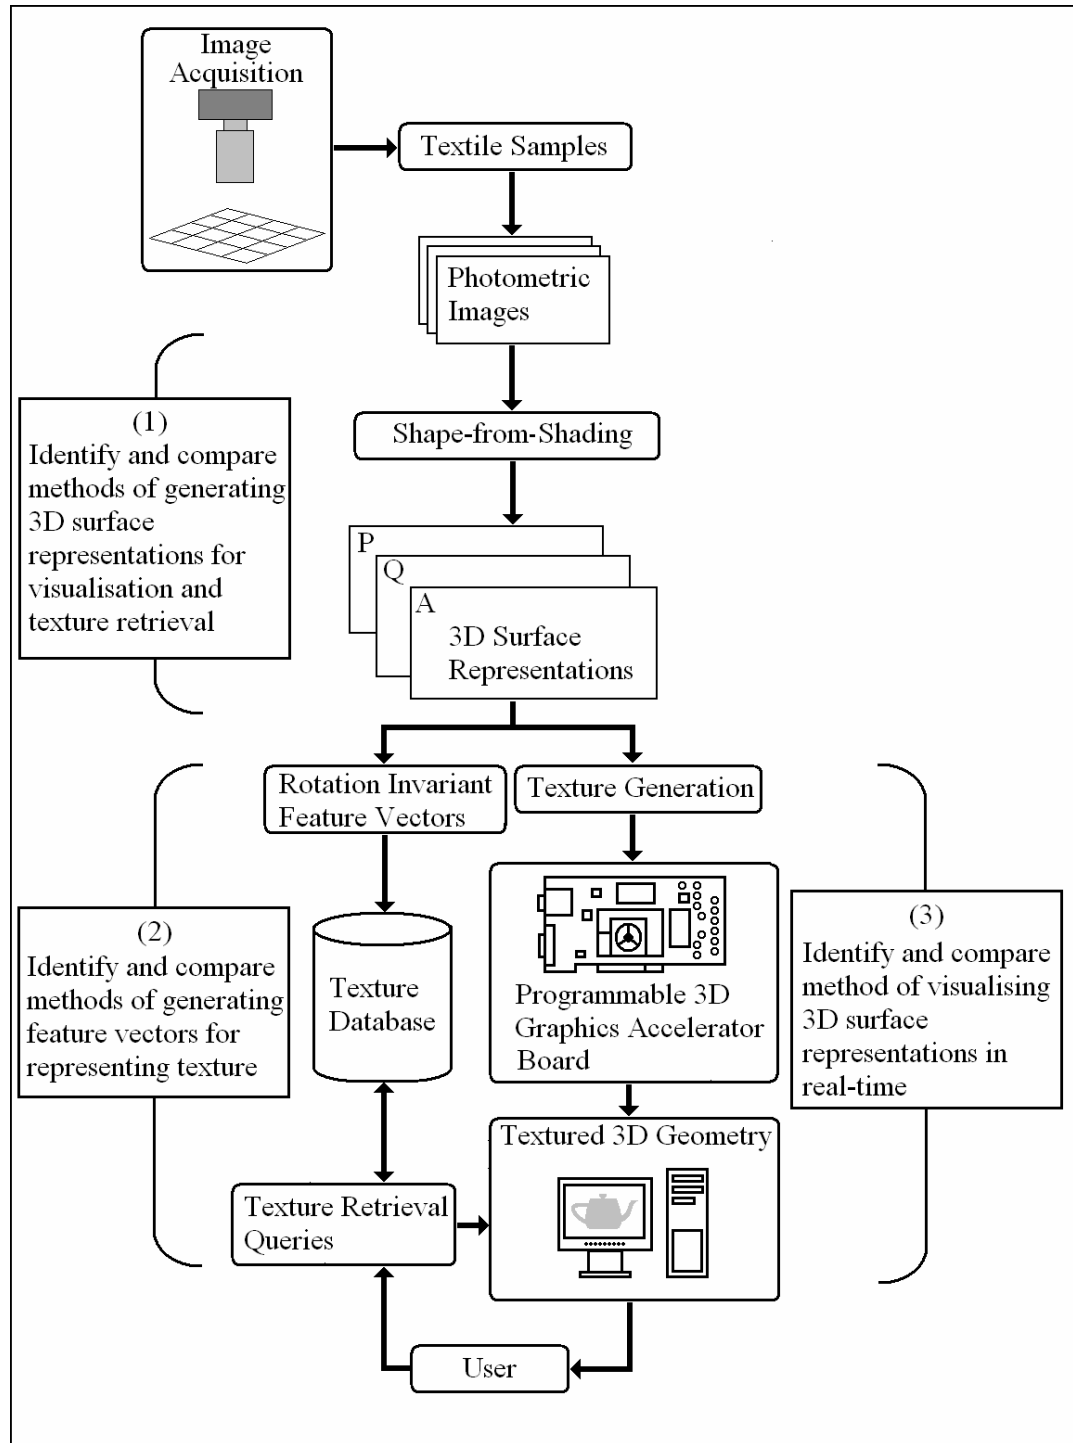 Image
Acquisition
Textile Samples
Photometric
Images
(1)
Identify and compare
methods of generating
3D surface
representations for
visualisation and
texture retrieval
Shape-from-Shading
P
Q
A
3D Surface
Representations
Rotation Invariant
Feature Vectors
Texture Generation
(2)
Identify and compare
methods of generating
feature vectors for
representing texture
Texture
Database
Programmable 3D
Graphics Accelerator
Board
(3)
Identify and compare
method of visualising
3D surface
representations in
real-time
Textured 3D Geometry
Texture Retrieval
Queries
User